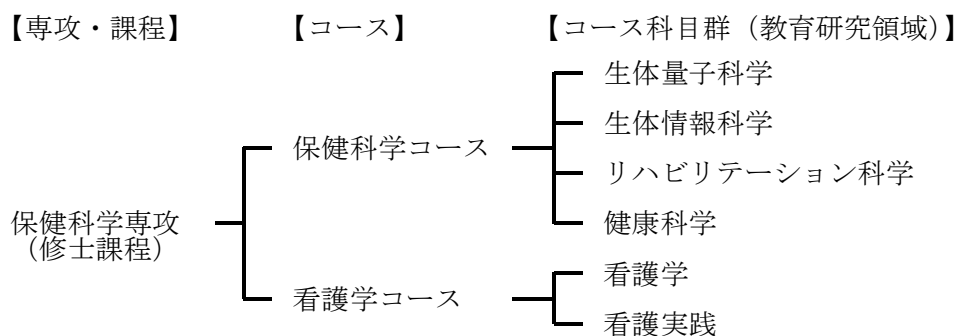 【専攻・課程】 【コース】 【コース科目群（教育研究領域）】
生体量子科学
生体情報科学
保健科学コース
リハビリテーション科学
保健科学専攻
（修士課程）
健康科学
看護学
看護学コース
看護実践